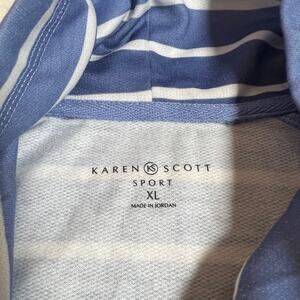 KAREN KS SCOTT
SPORT
XL
MADE IN JORDAN